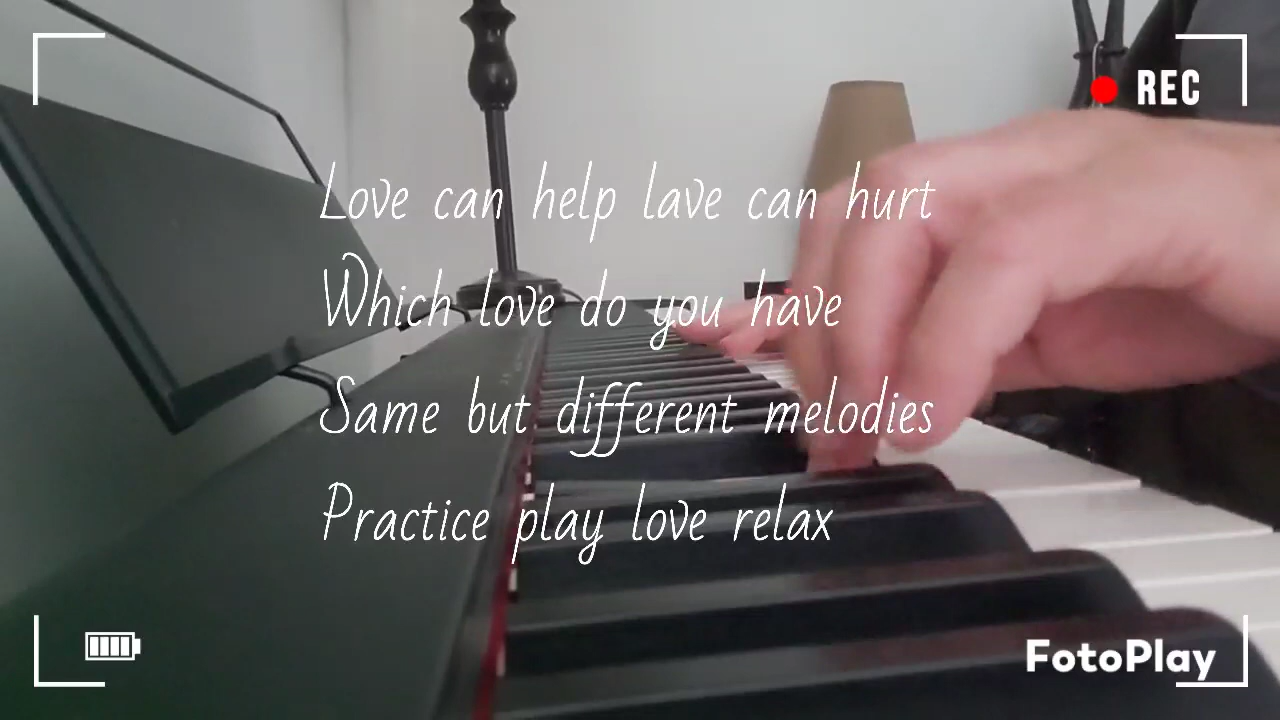 REC
Love can help lave can hurt
Which love do you have
Same but different melodies
Practice play love relax
FotoPlay